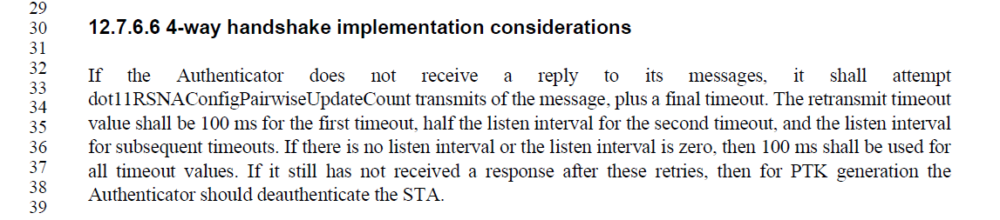 29
30 12.7.6.6 4-way handshake implementation considerations
31
32 If the Authenticator does not receive a reply to its messages, it shall attempt
33 dot11RSNAConfigPairwiseUpdateCount transmits of the message, plus a final timeout. The retransmit timeout
34 value shall be 100 ms for the first timeout, half the listen interval for the second timeout, and the listen interval
35 for subsequent timeouts. If there is no listen interval or the listen interval is zero, then 100 ms shall be used for
36 all timeout values. If it still has not received a response after these retries, then for PTK generation the
37 Authenticator should deauthenticate the STA.
38
39